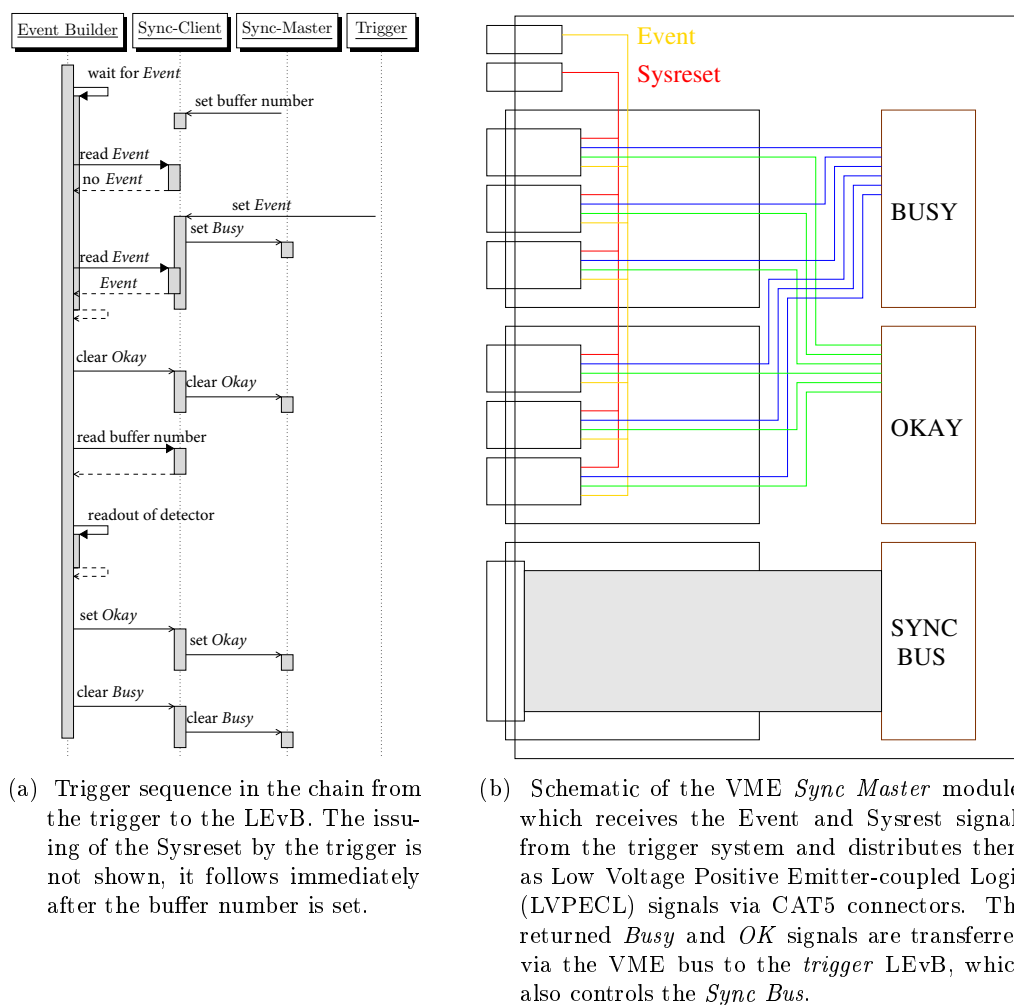 Event Builder
Sync-Client
Sync-Master
Trigger
wait for Event
set buffer number
read Event
no Event
set Event
set Busy
read Event
Event
clear Okay
clear Okay
read buffer number
readout of detector
set Okay
set Okay
clear Busy
clear Busy
Event
Sysreset
BUSY
OKAY
SYNC
BUS
(a) Trigger sequence in the chain from
the trigger to the LEvB. The issu-
ing of the Sysreset by the trigger is
not shown, it follows immediately
after the buffer number is set.
(b) Schematic of the VME Sync Master module
which receives the Event and Sysrest signal
from the trigger system and distributes them
as Low Voltage Positive Emitter-coupled Logi
(LVPECL) signals via CAT5 connectors. Th
returned Busy and OK signals are transferre
via the VME bus to the trigger LEvB, which
also controls the Sync Bus.